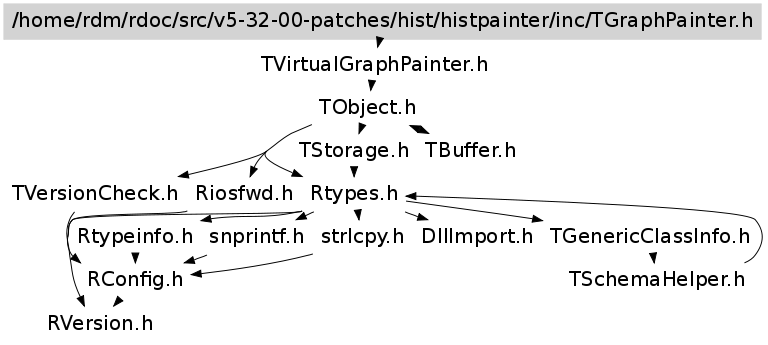 /home/rdm/rdoc/src/v5-32-00-patches/hist/histpainter/inc/TGraphPainter.h
TVirtualGraphPainter.h
TObject.h
TStorage.h TBuffer.h
TVersionCheck.h Riosfwd.h Rtypes.h
Rtypeinfo.h snprintf.h strlcpy.h DllImport.h TGenericClassInfo.h
RConfig.h TSchemaHelper.h
RVersion.h